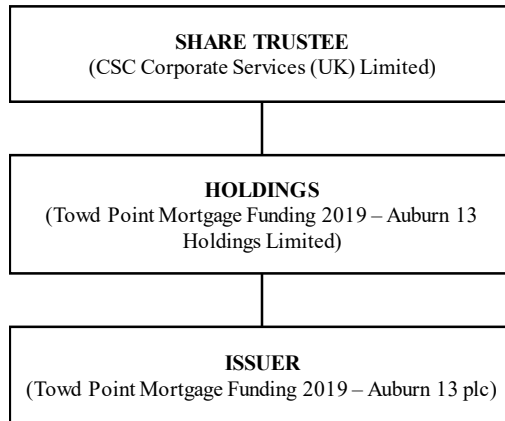 SHARE TRUSTEE
(CSC Corporate Services (UK) Limited)
HOLDINGS
(Towd Point Mortgage Funding 2019 – Auburn 13
Holdings Limited)
ISSUER
(Towd Point Mortgage Funding 2019 – Auburn 13 plc)